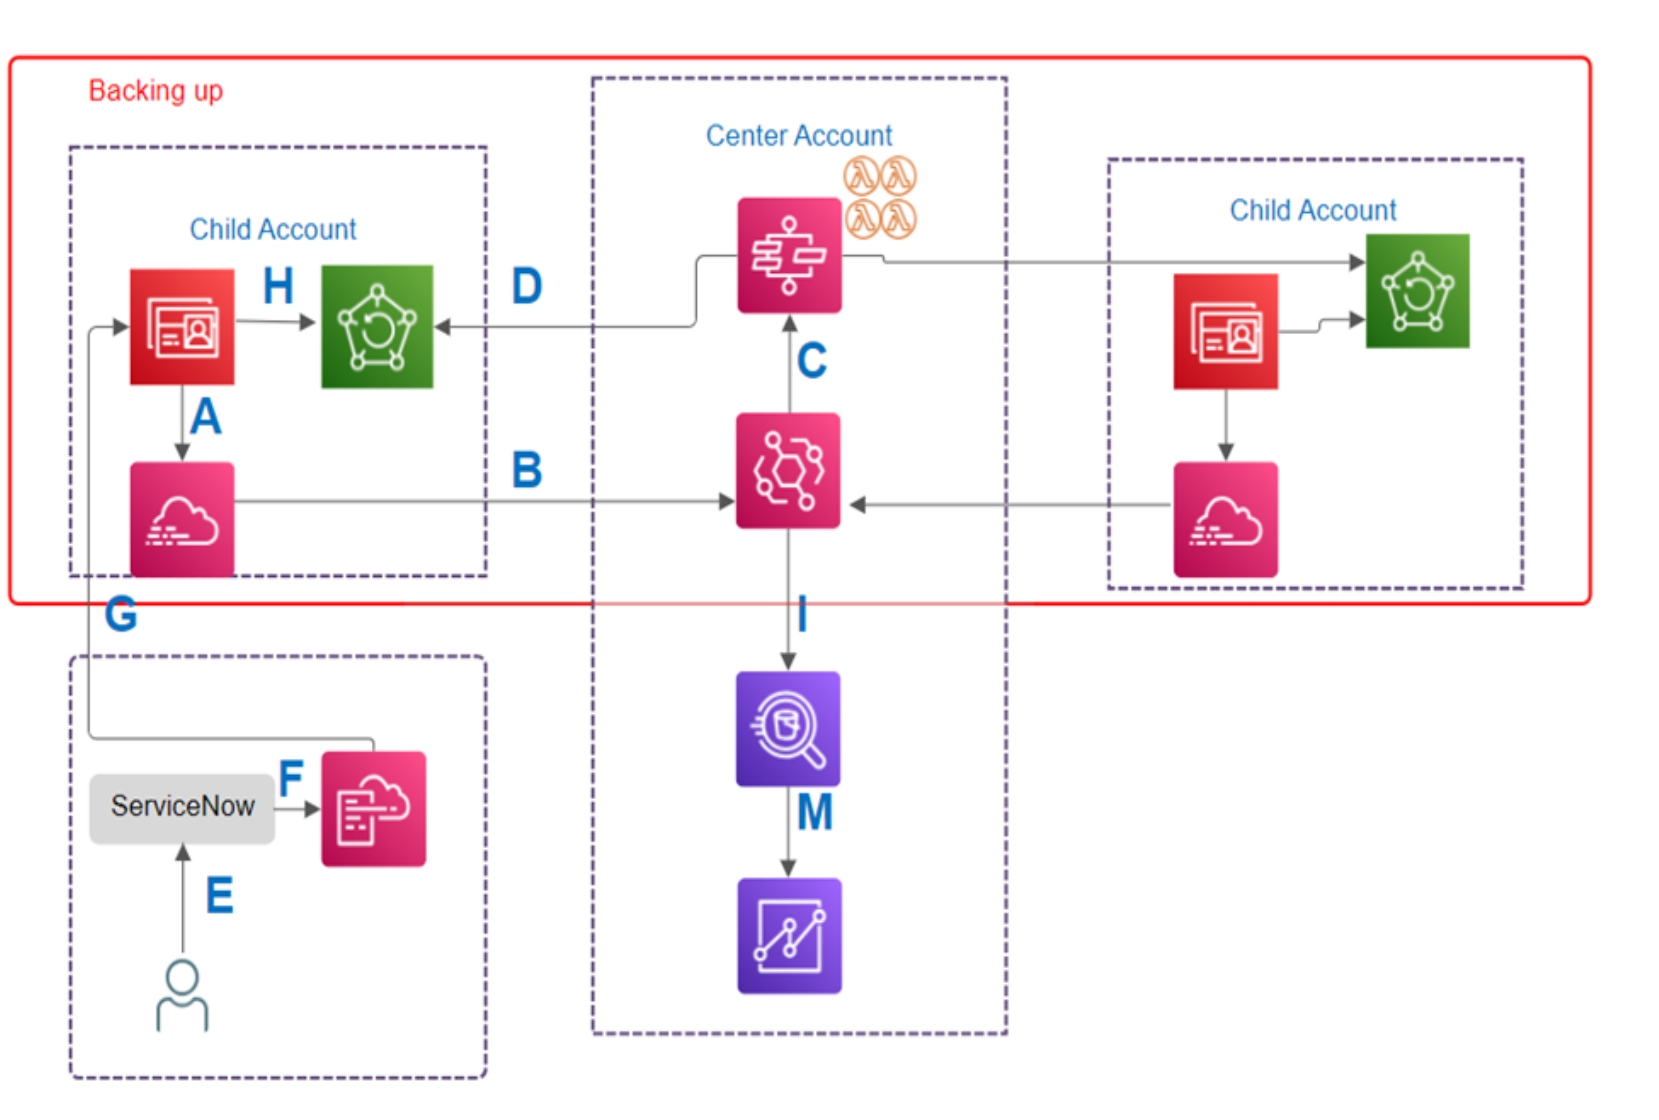 Backing up
Center Account
λ λ
λ λ
Child Account
Child Account
H
D
C
A
B
G
I
F
ServiceNow
M
E